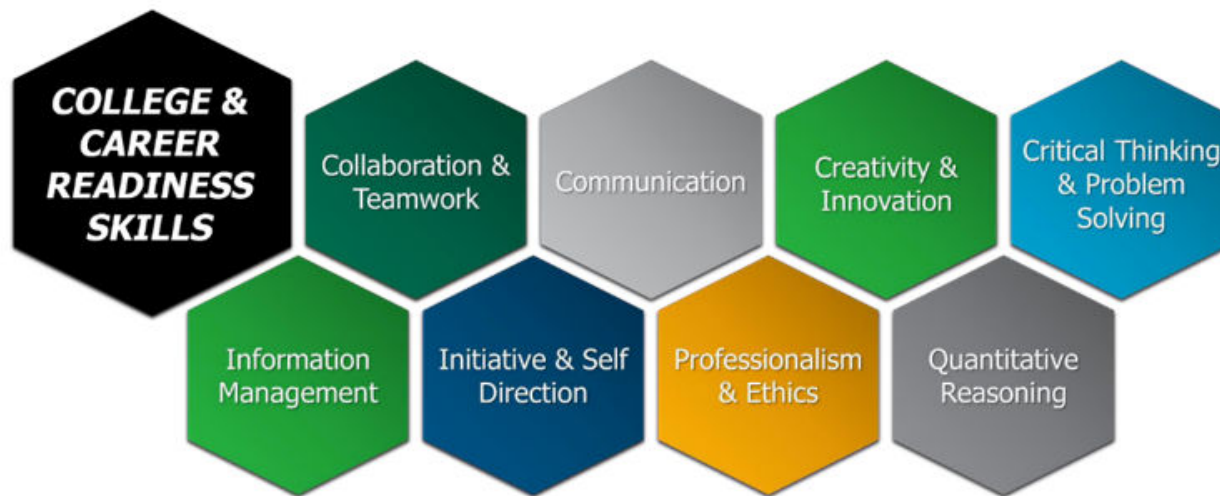 COLLEGE &
CAREER
READINESS
SKILLS
Collaboration &
Teamwork
Communication
Creativity &
Innovation
Critical Thinking
& Problem
Solving
Information
Management
Initiative & Self
Direction
Professionalism
& Ethics
Quantitative
Reasoning